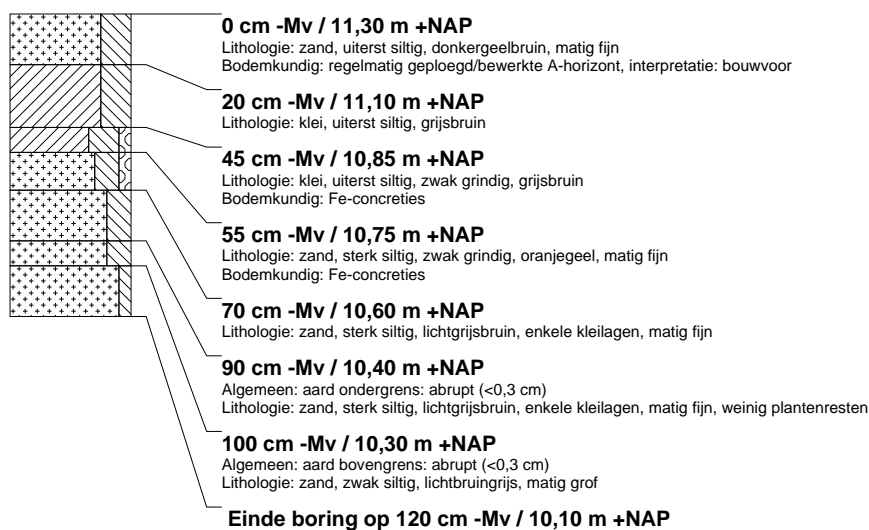 0 cm -Mv / 11,30 m +NAP
Lithologie: zand, uiterst siltig, donkergeelbruin, matig fijn
Bodemkundig: regelmatig geploegd/bewerkte A-horizont, interpretatie: bouwvoor
20 cm -Mv / 11,10 m +NAP
Lithologie: klei, uiterst siltig, grijsbruin
45 cm -Mv / 10,85 m +NAP
Lithologie: klei, uiterst siltig, zwak grindig, grijsbruin
Bodemkundig: Fe-concreties
55 cm -Mv / 10,75 m +NAP
Lithologie: zand, sterk siltig, zwak grindig, oranjegeel, matig fijn
Bodemkundig: Fe-concreties
70 cm -Mv / 10,60 m +NAP
Lithologie: zand, sterk siltig, lichtgrijsbruin, enkele kleilagen, matig fijn
90 cm -Mv / 10,40 m +NAP
Algemeen: aard ondergrens: abrupt (<0,3 cm)
Lithologie: zand, sterk siltig, lichtgrijsbruin, enkele kleilagen, matig fijn, weinig plantenresten
100 cm -Mv / 10,30 m +NAP
Algemeen: aard bovengrens: abrupt (<0,3 cm)
Lithologie: zand, zwak siltig, lichtbruingrijs, matig grof
Einde boring op 120 cm -Mv / 10,10 m +NAP